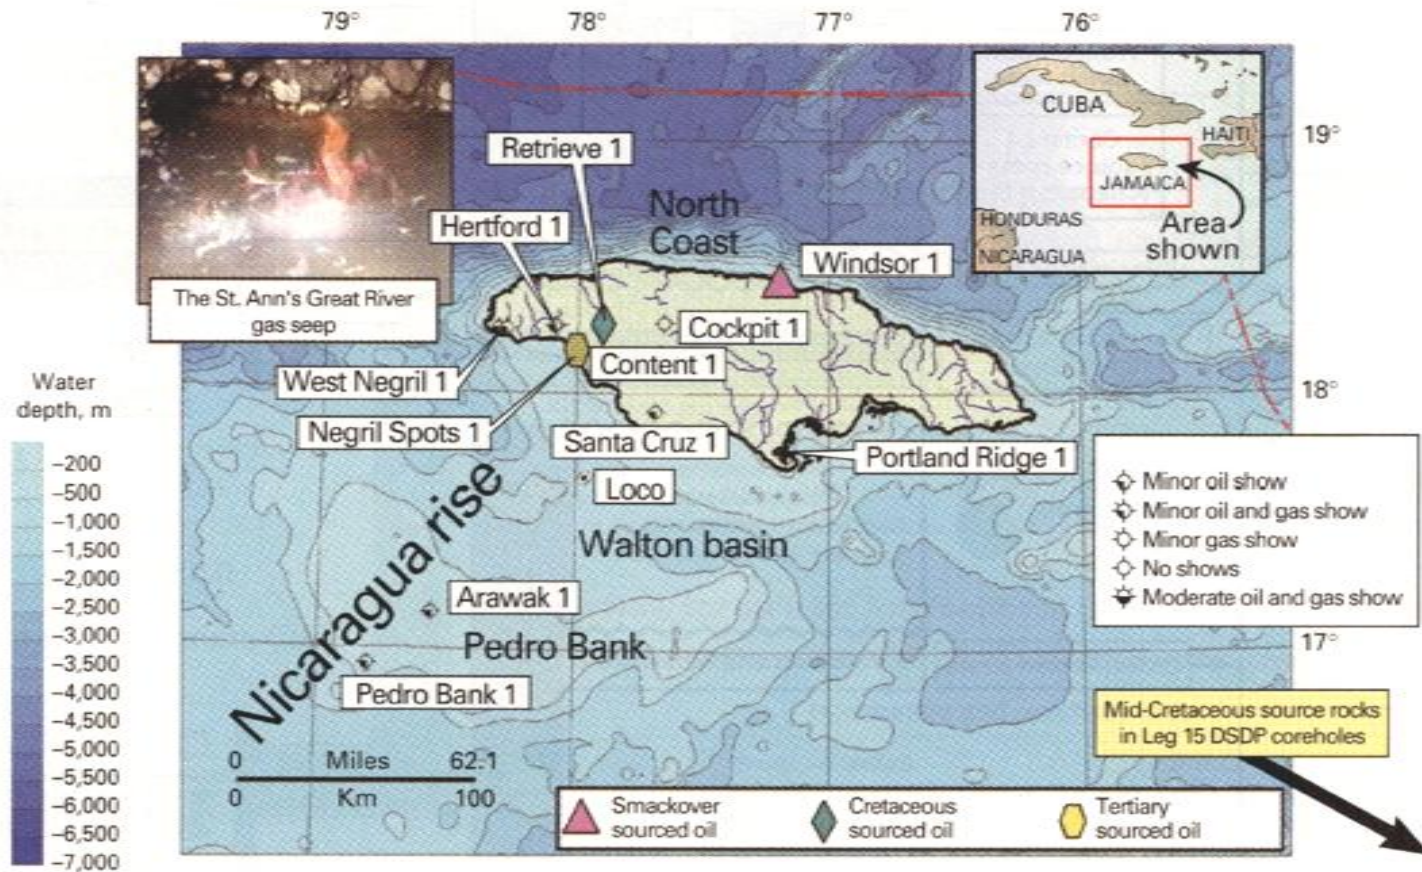 79°
78°
77°
76°
CUBA
HAITI
19°
JAMAICA
HONDURAS
Area
shown
NICARAGUA
Retrieve 1
North
Coast
Hertford 1
Windsor 1
The St. Ann's Great River
gas seep
Cockpit 1
Content 1
West Negril 1
18°
Negril Spots 1
Santa Cruz 1
Portland Ridge 1
Loco
Water
depth, m
-200
-500
-1,000
-1,500
-2,000
-2,500
-3,000
-3,500
-4,000
-4,500
-5,000
-5,500
-6,000
-6,500
-7,000
Nicaragua rise
Walton basin
Arawak 1
Pedro Bank
Pedro Bank 1
Minor oil show
Minor oil and gas show
Minor gas show
No shows
Moderate oil and gas show
17°
Mid-Cretaceous source rocks
in Leg 15 DSDP coreholes
0 Miles 62.1
0 Km 100
Smackover
sourced oil
Cretaceous
sourced oil
Tertiary
sourced oil